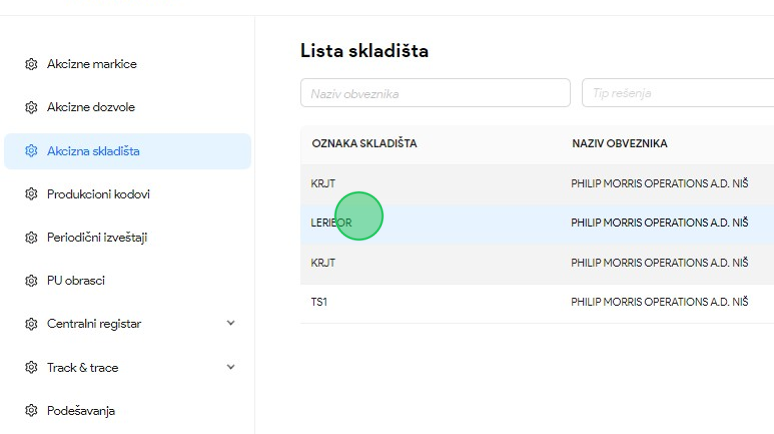 Lista skladišta
Naziv obveznika
Tip rešenja
OZNAKA SKLADIŠTA NAZIV OBVEZNIKA
KRJT PHILIP MORRIS OPERATIONS A.D. NIŠ
PHILIP MORRIS OPERATIONS A.D. NIŠ
KRJT PHILIP MORRIS OPERATIONS A.D. NIŠ
TS1 PHILIP MORRIS OPERATIONS A.D. NIŠ
Akcizne markice
Akcizne dozvole
Akcizna skladišta
Produkcioni kodovi
Periodični izveštaji
PU obrasci
Centralni registar
Track & trace
Podešavanja